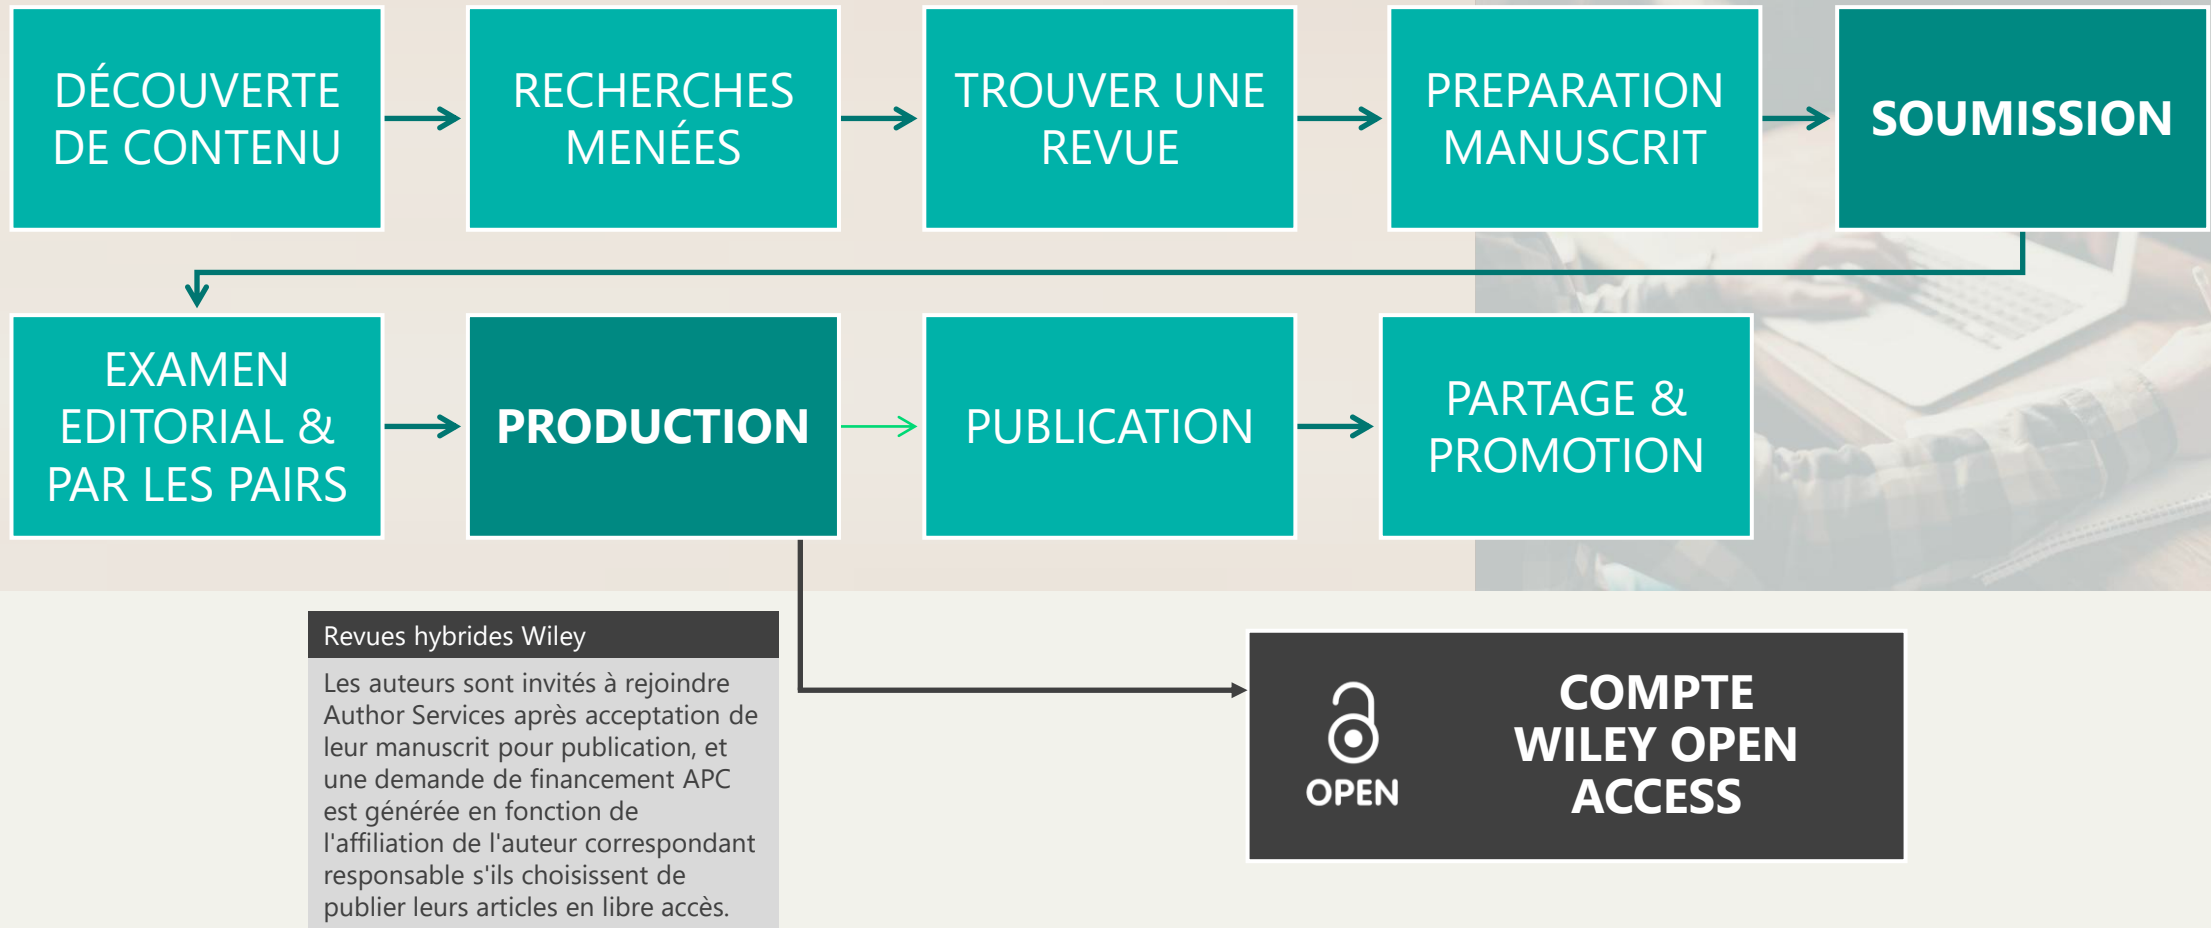 DÉCOUVERTE
DE CONTENU
RECHERCHES
MENÉES
TROUVER UNE
REVUE
PREPARATION
MANUSCRIT
SOUMISSION
EXAMEN
EDITORIAL &
PAR LES PAIRS
PRODUCTION
PUBLICATION
PARTAGE &
PROMOTION
Revues hybrides Wiley
Les auteurs sont invités à rejoindre
Author Services après acceptation de
leur manuscrit pour publication, et
une demande de financement APC
est générée en fonction de
l'affiliation de l'auteur correspondant
responsable s'ils choisissent de
publier leurs articles en libre accès.
OPEN
COMPTE
WILEY OPEN
ACCESS